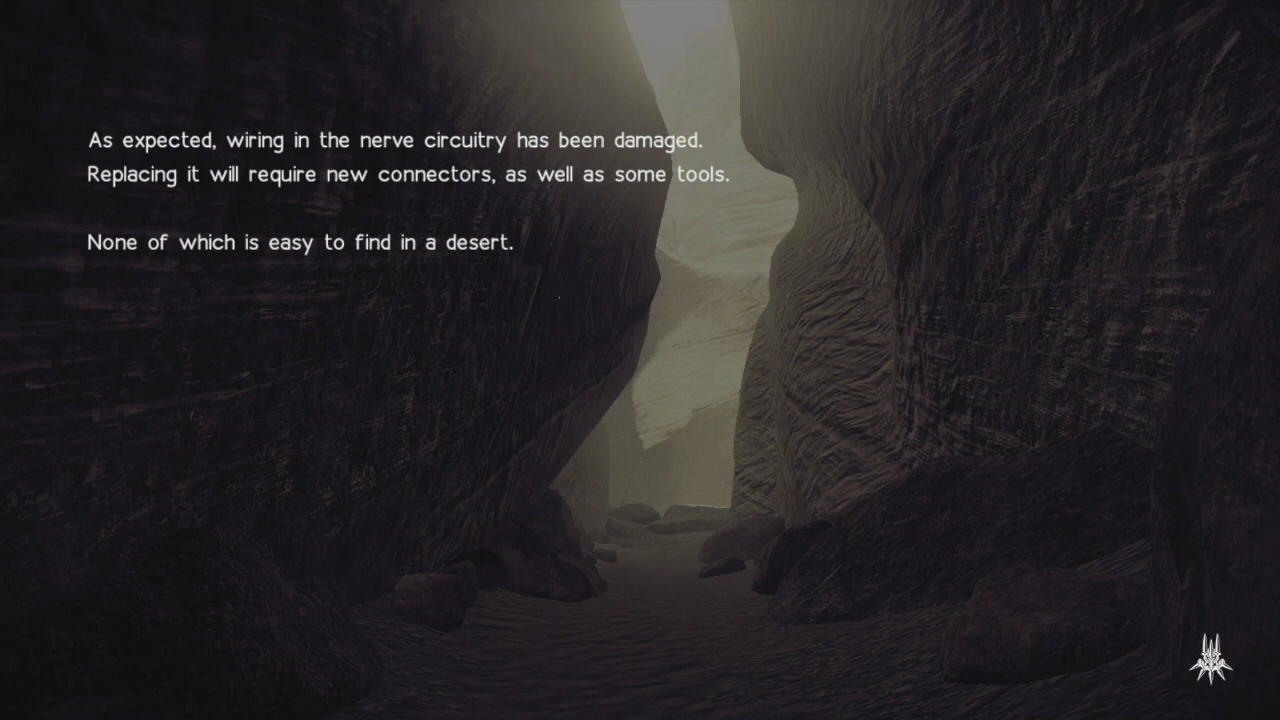 As expected, wiring in the nerve circuitry has been damaged.
Replacing it will require new connectors, as well as some tools.
None of which is easy to find in a desert.